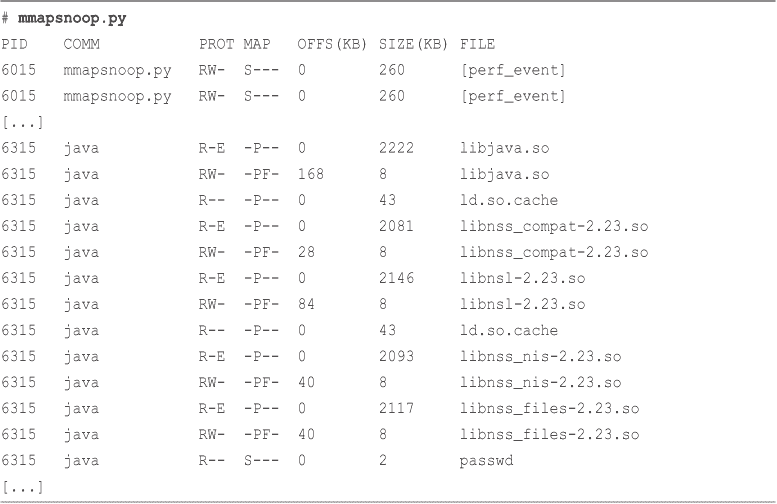 # mmapsnoop.py
PID    COMM          PROT MAP   OFFS(KB) SIZE(KB) FILE
6015   mmapsnoop.py  RW-  S---  0        260      [perf_event]
6015   mmapsnoop.py  RW-  S---  0        260      [perf_event]
[...]
6315   java          R-E  -P--  0        2222     libjava.so
6315   java          RW-  -PF-  168      8        libjava.so
6315   java          R--  -P--  0        43       ld.so.cache
6315   java          R-E  -P--  0        2081     libnss_compat-2.23.so
6315   java          RW-  -PF-  28       8        libnss_compat-2.23.so
6315   java          R-E  -P--  0        2146     libnsl-2.23.so
6315   java          RW-  -PF-  84       8        libnsl-2.23.so
6315   java          R--  -P--  0        43       ld.so.cache
6315   java          R-E  -P--  0        2093     libnss_nis-2.23.so
6315   java          RW-  -PF-  40       8        libnss_nis-2.23.so
6315   java          R-E  -P--  0        2117     libnss_files-2.23.so
6315   java          RW-  -PF-  40       8        libnss_files-2.23.so
6315   java          R--  S---  0        2        passwd
[...]